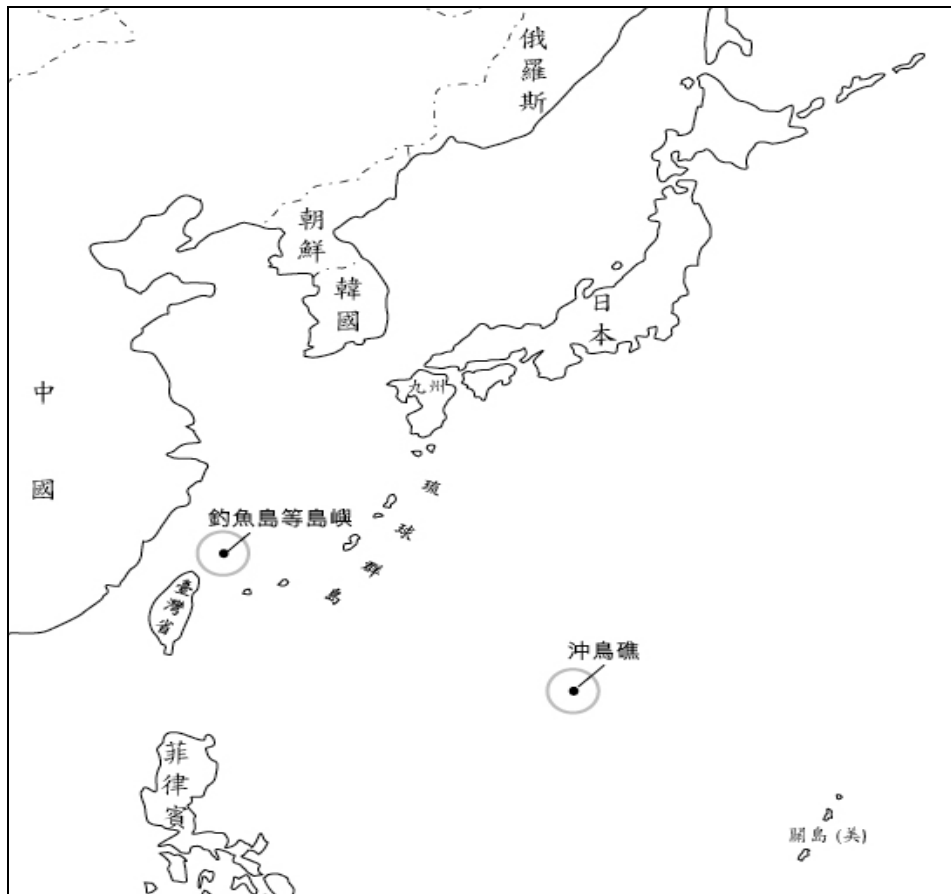 俄羅斯
朝鮮
韓國
日本
九州
中國
琉球群島
釣魚島等島嶼
臺灣省
沖鳥礁
菲律賓
關島(美)